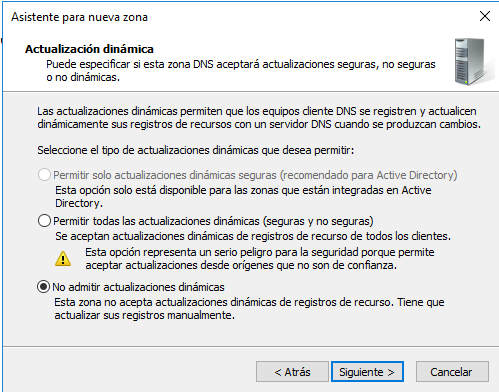 Asistente para nueva zona
Actualización dinámica
Puede especificar si esta zona DNS aceptará actualizaciones seguras, no seguras
o no dinámicas.
Las actualizaciones dinámicas permiten que los equipos cliente DNS se registren y actualicen
dinámicamente sus registros de recursos con un servidor DNS cuando se produzcan cambios.
Seleccione el tipo de actualizaciones dinámicas que desea permitir:
Permitir solo actualizaciones dinámicas seguras (recomendado para Active Directory)
Esta opción solo está disponible para las zonas que están integradas en Active
Directory.
Permitir todas las actualizaciones dinámicas (seguras y no seguras)
Se aceptan actualizaciones dinámicas de registros de recurso de todos los clientes.
Esta opción representa un serio peligro para la seguridad porque permite
aceptar actualizaciones desde orígenes que no son de confianza.
No admitir actualizaciones dinámicas
Esta zona no acepta actualizaciones dinámicas de registros de recurso. Tiene que
actualizar sus registros manualmente.
< Atrás Siguiente > Cancelar